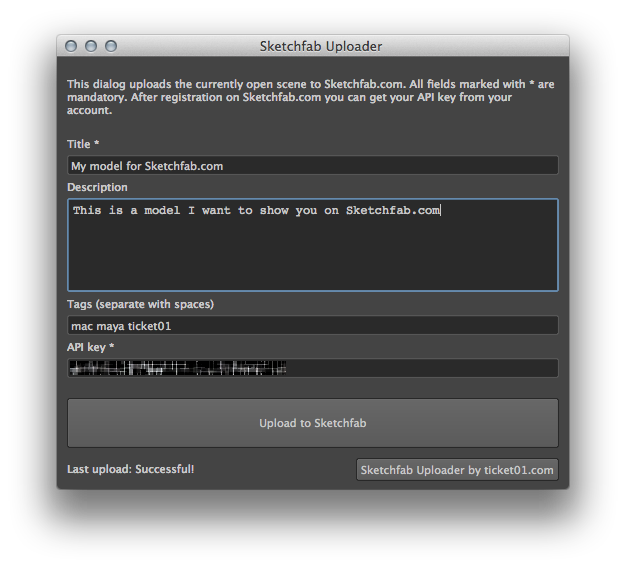 Sketchfab Uploader
This dialog uploads the currently open scene to Sketchfab.com. All fields marked with * are
mandatory. After registration on Sketchfab.com you can get your API key from your
account.
Title *
My model for Sketchfab.com
Description
This is a model I want to show you on Sketchfab.com
Tags (separate with spaces)
mac maya ticket01
API key *
Upload to Sketchfab
Last upload: Successful!
Sketchfab Uploader by ticket01.com